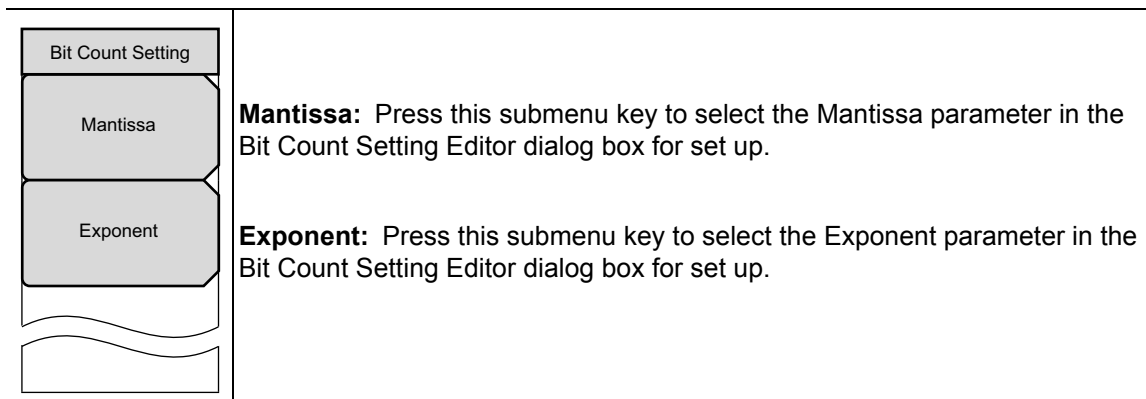 Bit Count Setting
Mantissa
Exponent
Mantissa: Press this submenu key to select the Mantissa parameter in the
Bit Count Setting Editor dialog box for set up.
Exponent: Press this submenu key to select the Exponent parameter in the
Bit Count Setting Editor dialog box for set up.